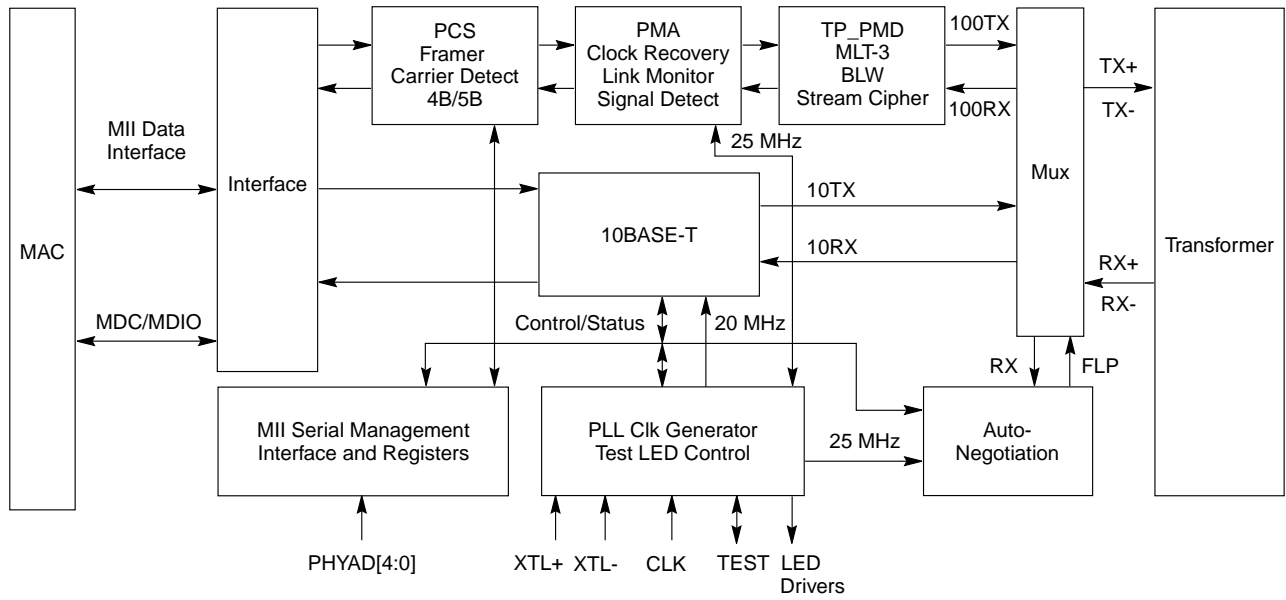 PCS
Framer
Carrier Detect
4B/5B
PMA
Clock Recovery
Link Monitor
Signal Detect
TP_PMD
MLT-3
BLW
Stream Cipher
100TX
100RX
TX+
TX-
MII Data
Interface
Interface
25 MHz
Mux
MAC
10BASE-T
10TX
10RX
Transformer
RX+
RX-
MDC/MDIO
Control/Status
20 MHz
RX
FLP
MII Serial Management
Interface and Registers
PLL Clk Generator
Test LED Control
25 MHz
Auto-
Negotiation
PHYAD[4:0]
XTL+
XTL-
CLK
TEST
LED
Drivers